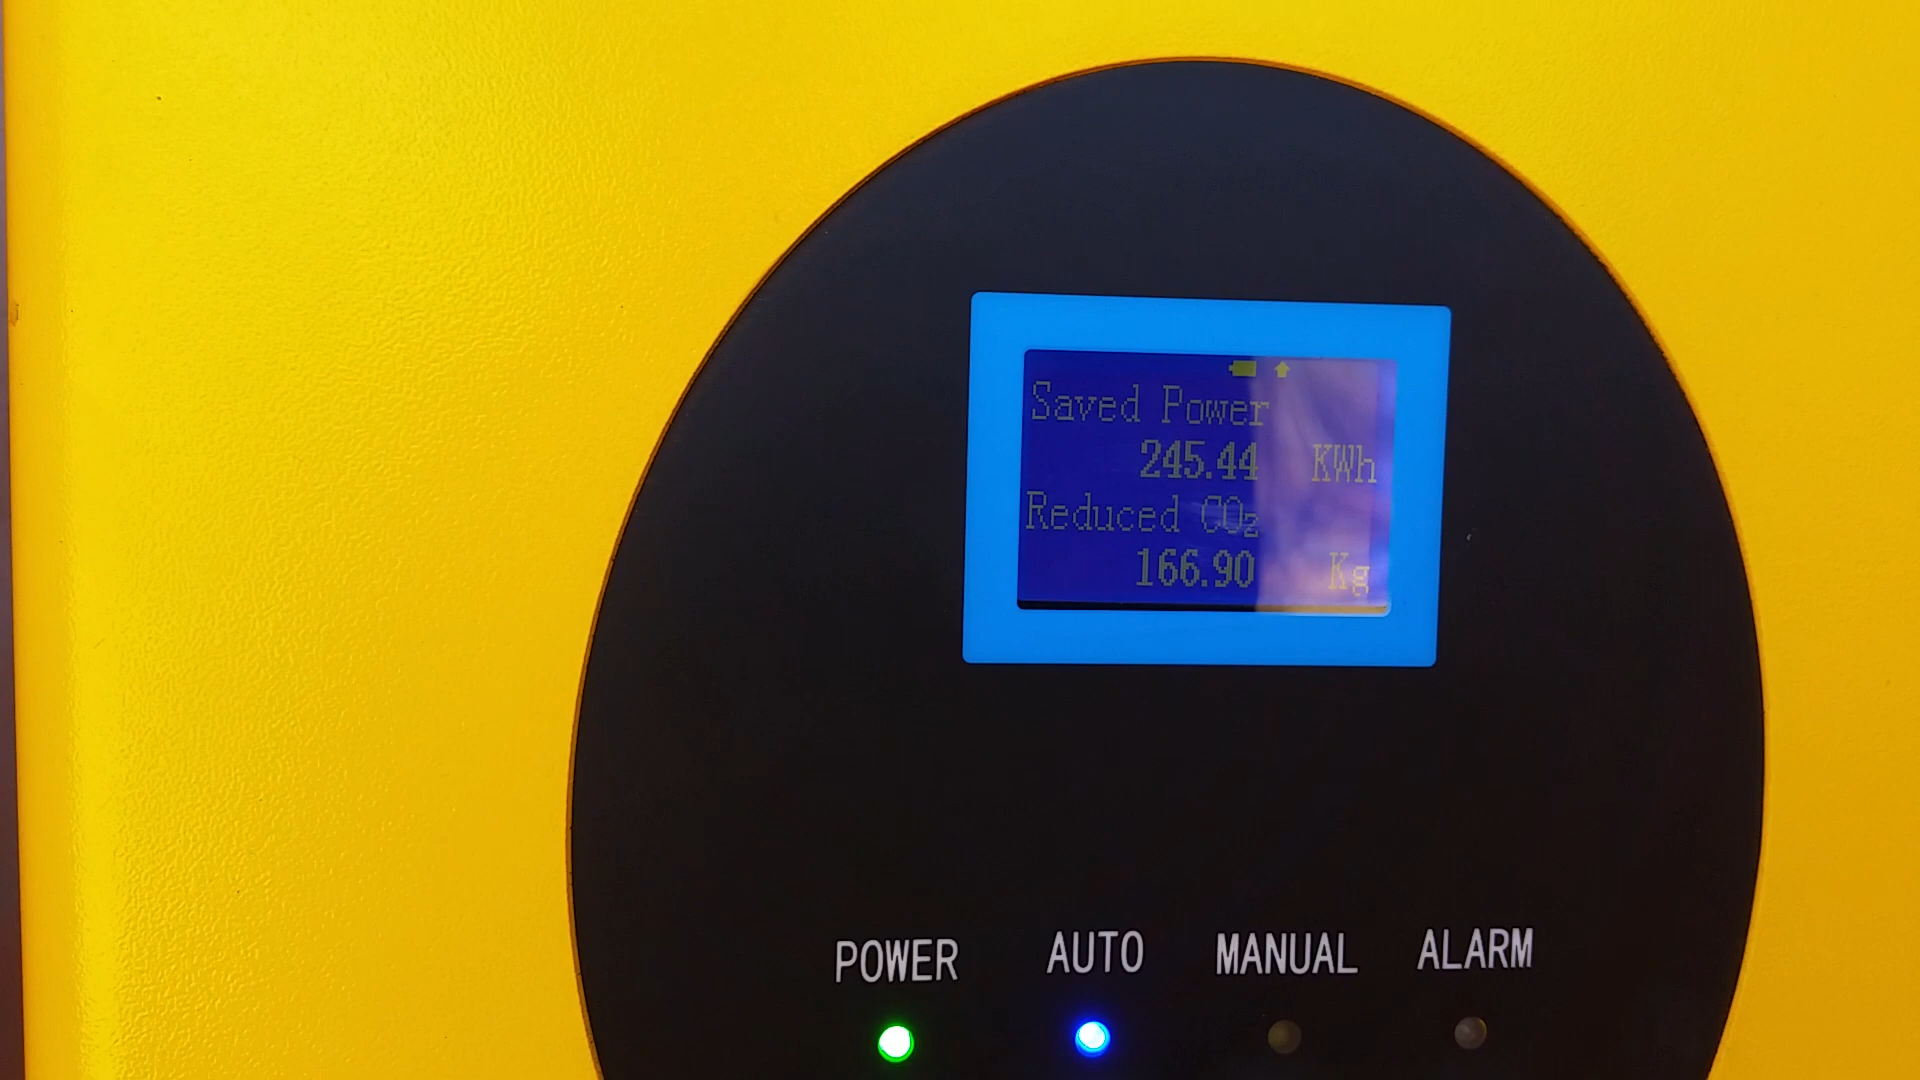 Saved Power
245.44 KWh
Reduced CO₂
166.90 Kg
POWER AUTO MANUAL ALARM